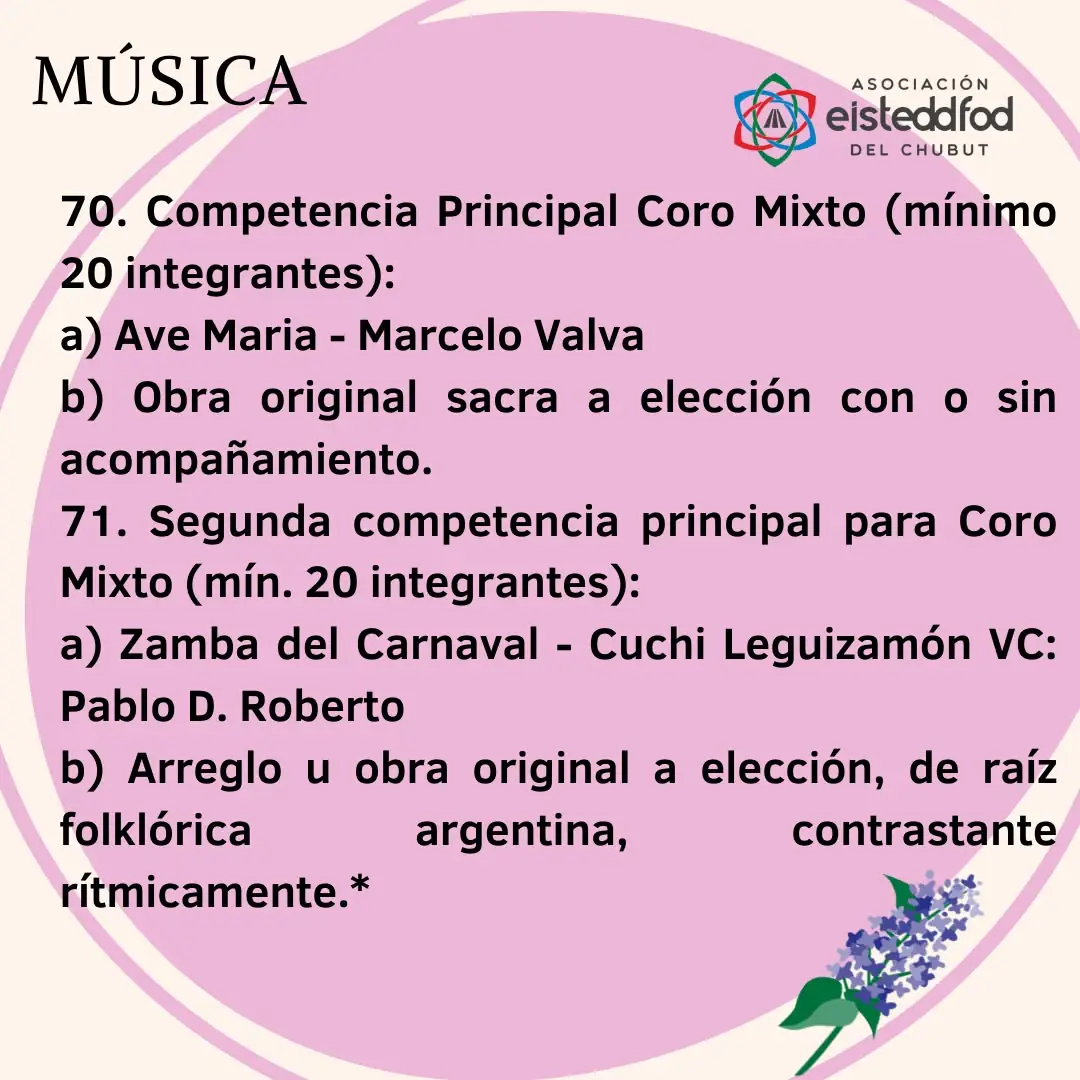 MÚSICA
ASOCIACIÓN
eisteddfod
DEL CHUBUT
70. Competencia Principal Coro Mixto (mínimo
20 integrantes):
a) Ave Maria - Marcelo Valva
b) Obra original sacra a elección con o sin
acompañamiento.
71. Segunda competencia principal para Coro
Mixto (mín. 20 integrantes):
a) Zamba del Carnaval - Cuchi Leguizamón VC:
Pablo D. Roberto
b) Arreglo u obra original a elección, de raíz
folklórica argentina, contrastante
rítmicamente.*